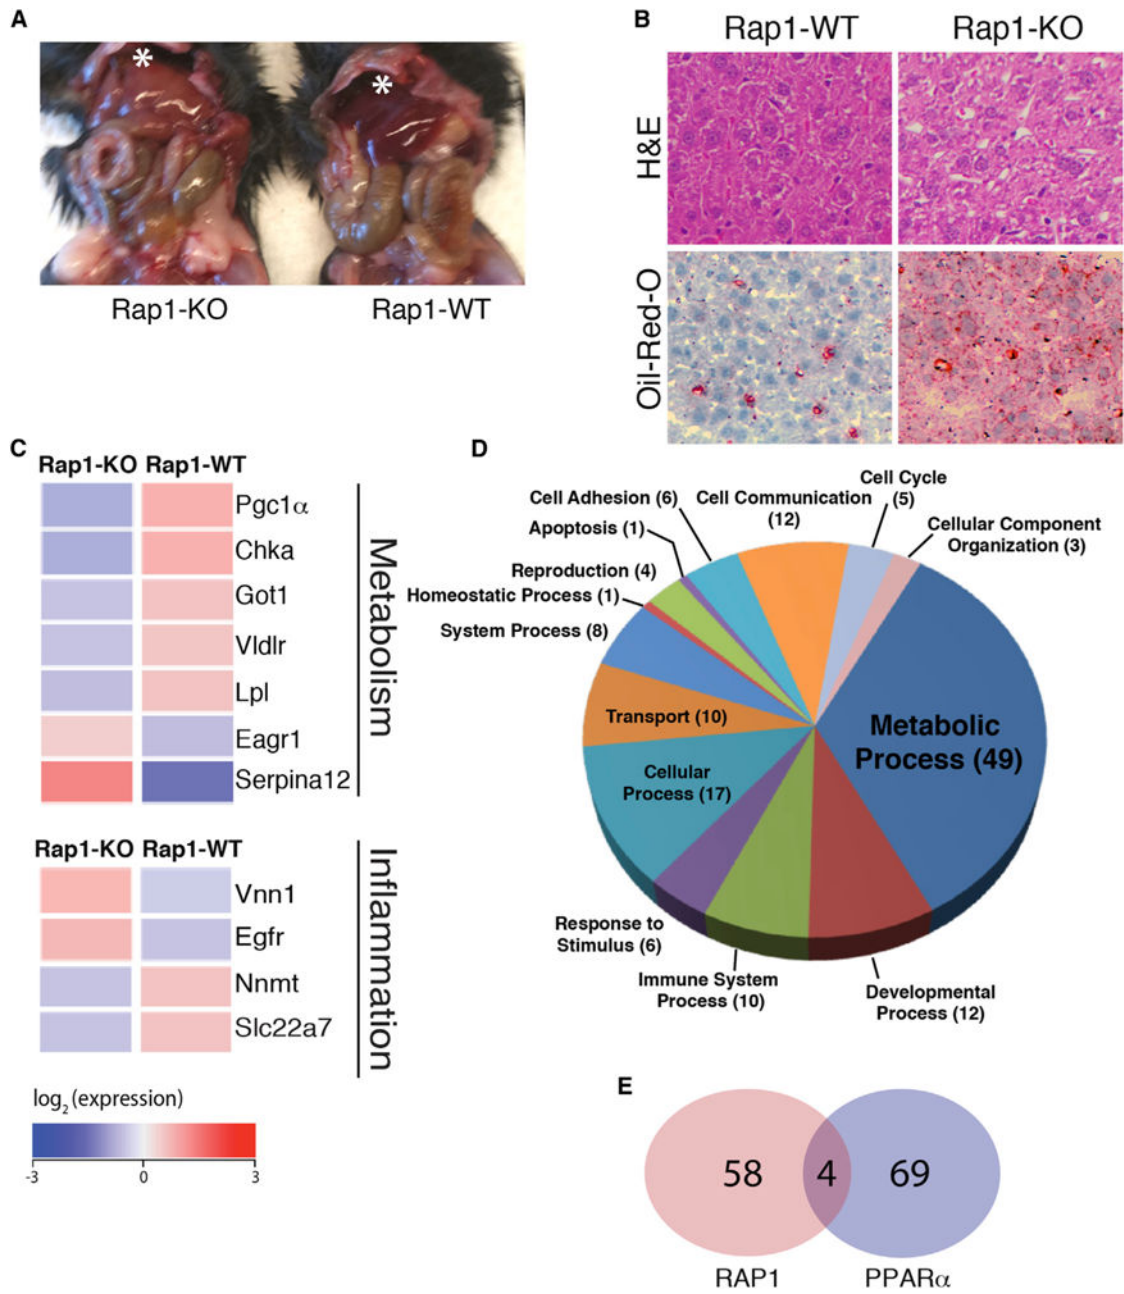 A
*
*
Rap1-KO
Rap1-WT
B
Rap1-WT
Rap1-KO
H&E
Oil-Red-O
C
Rap1-KO Rap1-WT
Pgc1α
Chka
Got1
Vldlr
Lpl
Eagr1
Serpina12
Metabolism
Rap1-KO Rap1-WT
Vnn1
Egfr
Nnmt
Slc22a7
Inflammation
log2 (expression)
-3 0 3
D
Cell Cycle
(5)
Cell Adhesion (6)
Cell Communication
(12)
Cellular Component
Organization (3)
Apoptosis (1)
Reproduction (4)
Homeostatic Process (1)
System Process (8)
Transport (10)
Metabolic
Process (49)
Cellular
Process (17)
Response to
Stimulus (6)
Immune System
Process (10)
Developmental
Process (12)
E
58 4 69
RAP1
PPARα